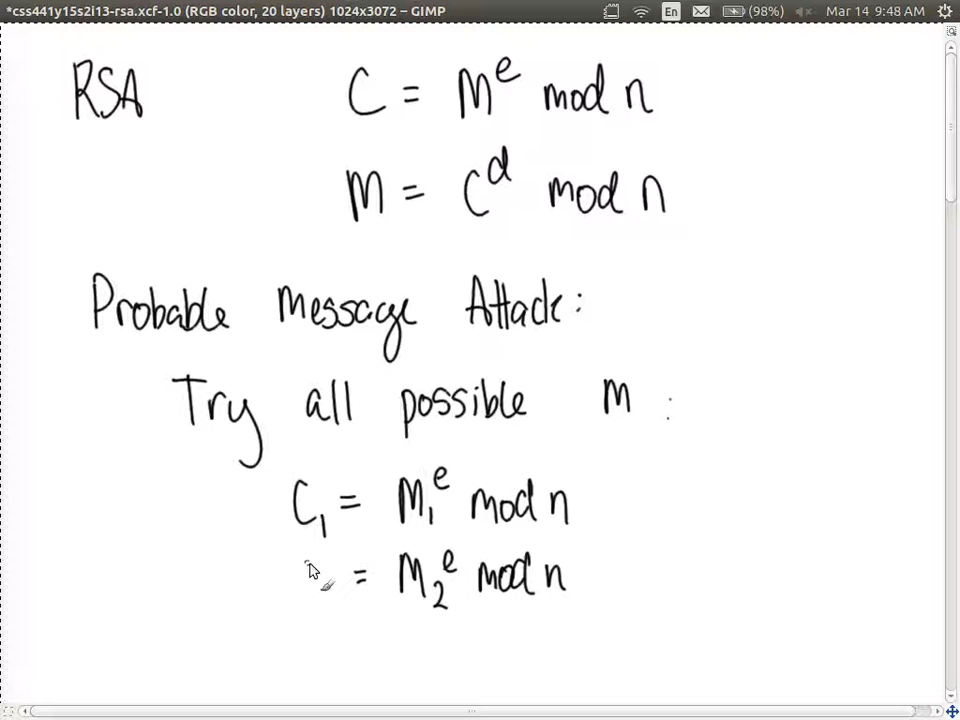 *css441y15s2i13-rsa.xcf-1.0 (RGB color, 20 layers) 1024x3072 – GIMP En (98%) Mar 14 9:48 AM
RSA C = M^e mod n
M = C^d mod n
Probable Message Attack:
Try all possible M :
C₁ = M₁^e mod n
= M₂^e mod n